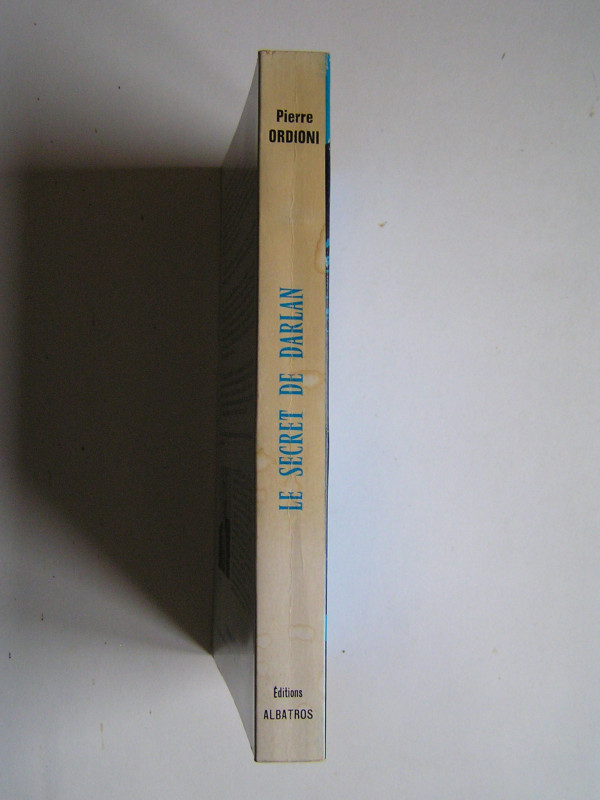 Pierre
ORDIONI
LE SECRET DE DARLAN
Éditions
ALBATROS